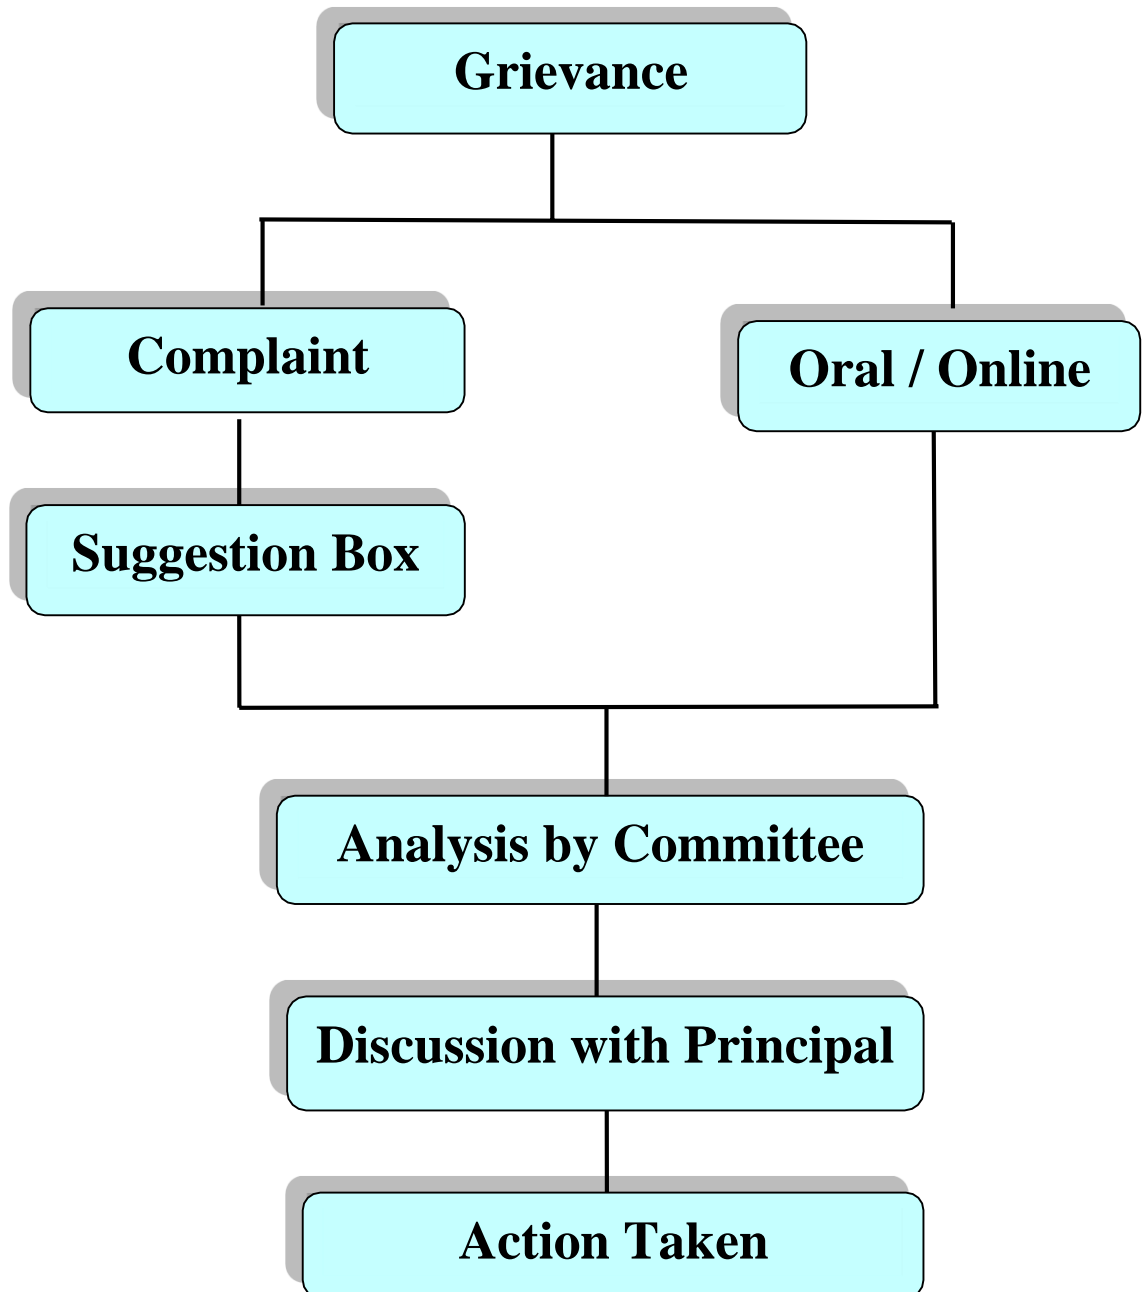 Grievance
Complaint
Oral / Online
Suggestion Box
Analysis by Committee
Discussion with Principal
Action Taken